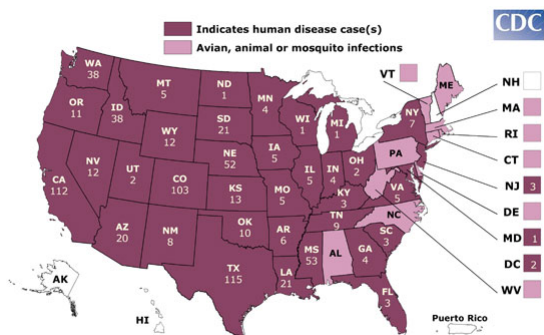 Indicates human disease case(s)
Avian, animal or mosquito infections
CDC
WA
38
MT
5
ND
1
MN
4
VT
ME
NH
OR
11
ID
38
WY
12
SD
21
WI
1
MI
1
NY
7
MA
RI
CT
NV
12
UT
2
CO
103
NE
52
IA
5
IL
5
IN
4
OH
2
PA
NJ 3
DE
CA
112
KS
13
MO
5
KY
3
VA
5
MD 1
DC 2
WV
AZ
20
NM
8
OK
10
AR
6
TN
9
NC
SC
3
TX
115
LA
21
MS
53
AL
GA
4
FL
3
AK
HI
Puerto Rico